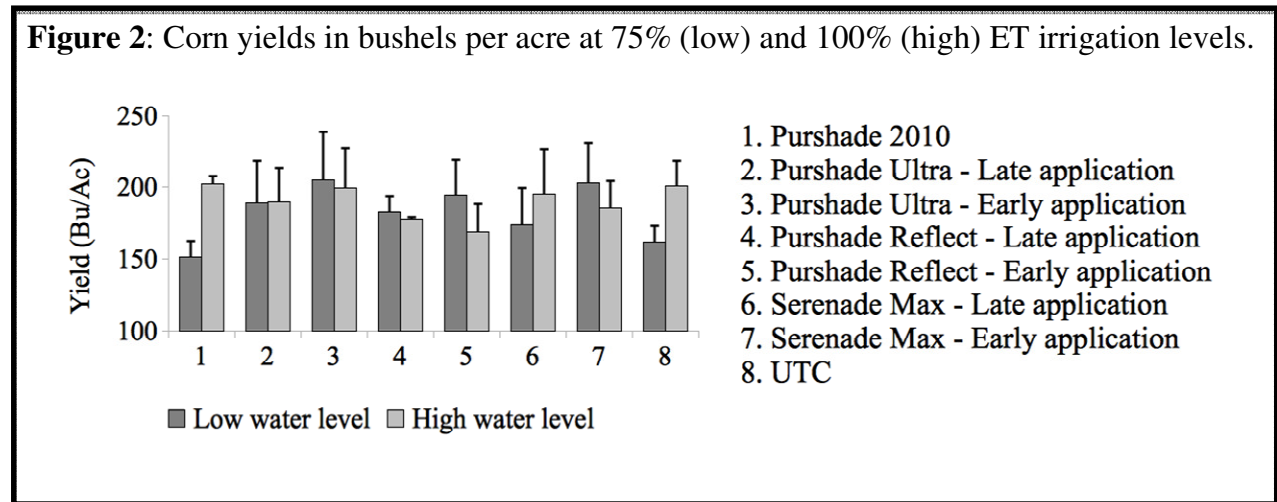 Figure 2: Corn yields in bushels per acre at 75% (low) and 100% (high) ET irrigation levels.
Yield (Bu/Ac)
250
200
150
100
1 2 3 4 5 6 7 8
Low water level High water level
1. Purshade 2010
2. Purshade Ultra - Late application
3. Purshade Ultra - Early application
4. Purshade Reflect - Late application
5. Purshade Reflect - Early application
6. Serenade Max - Late application
7. Serenade Max - Early application
8. UTC